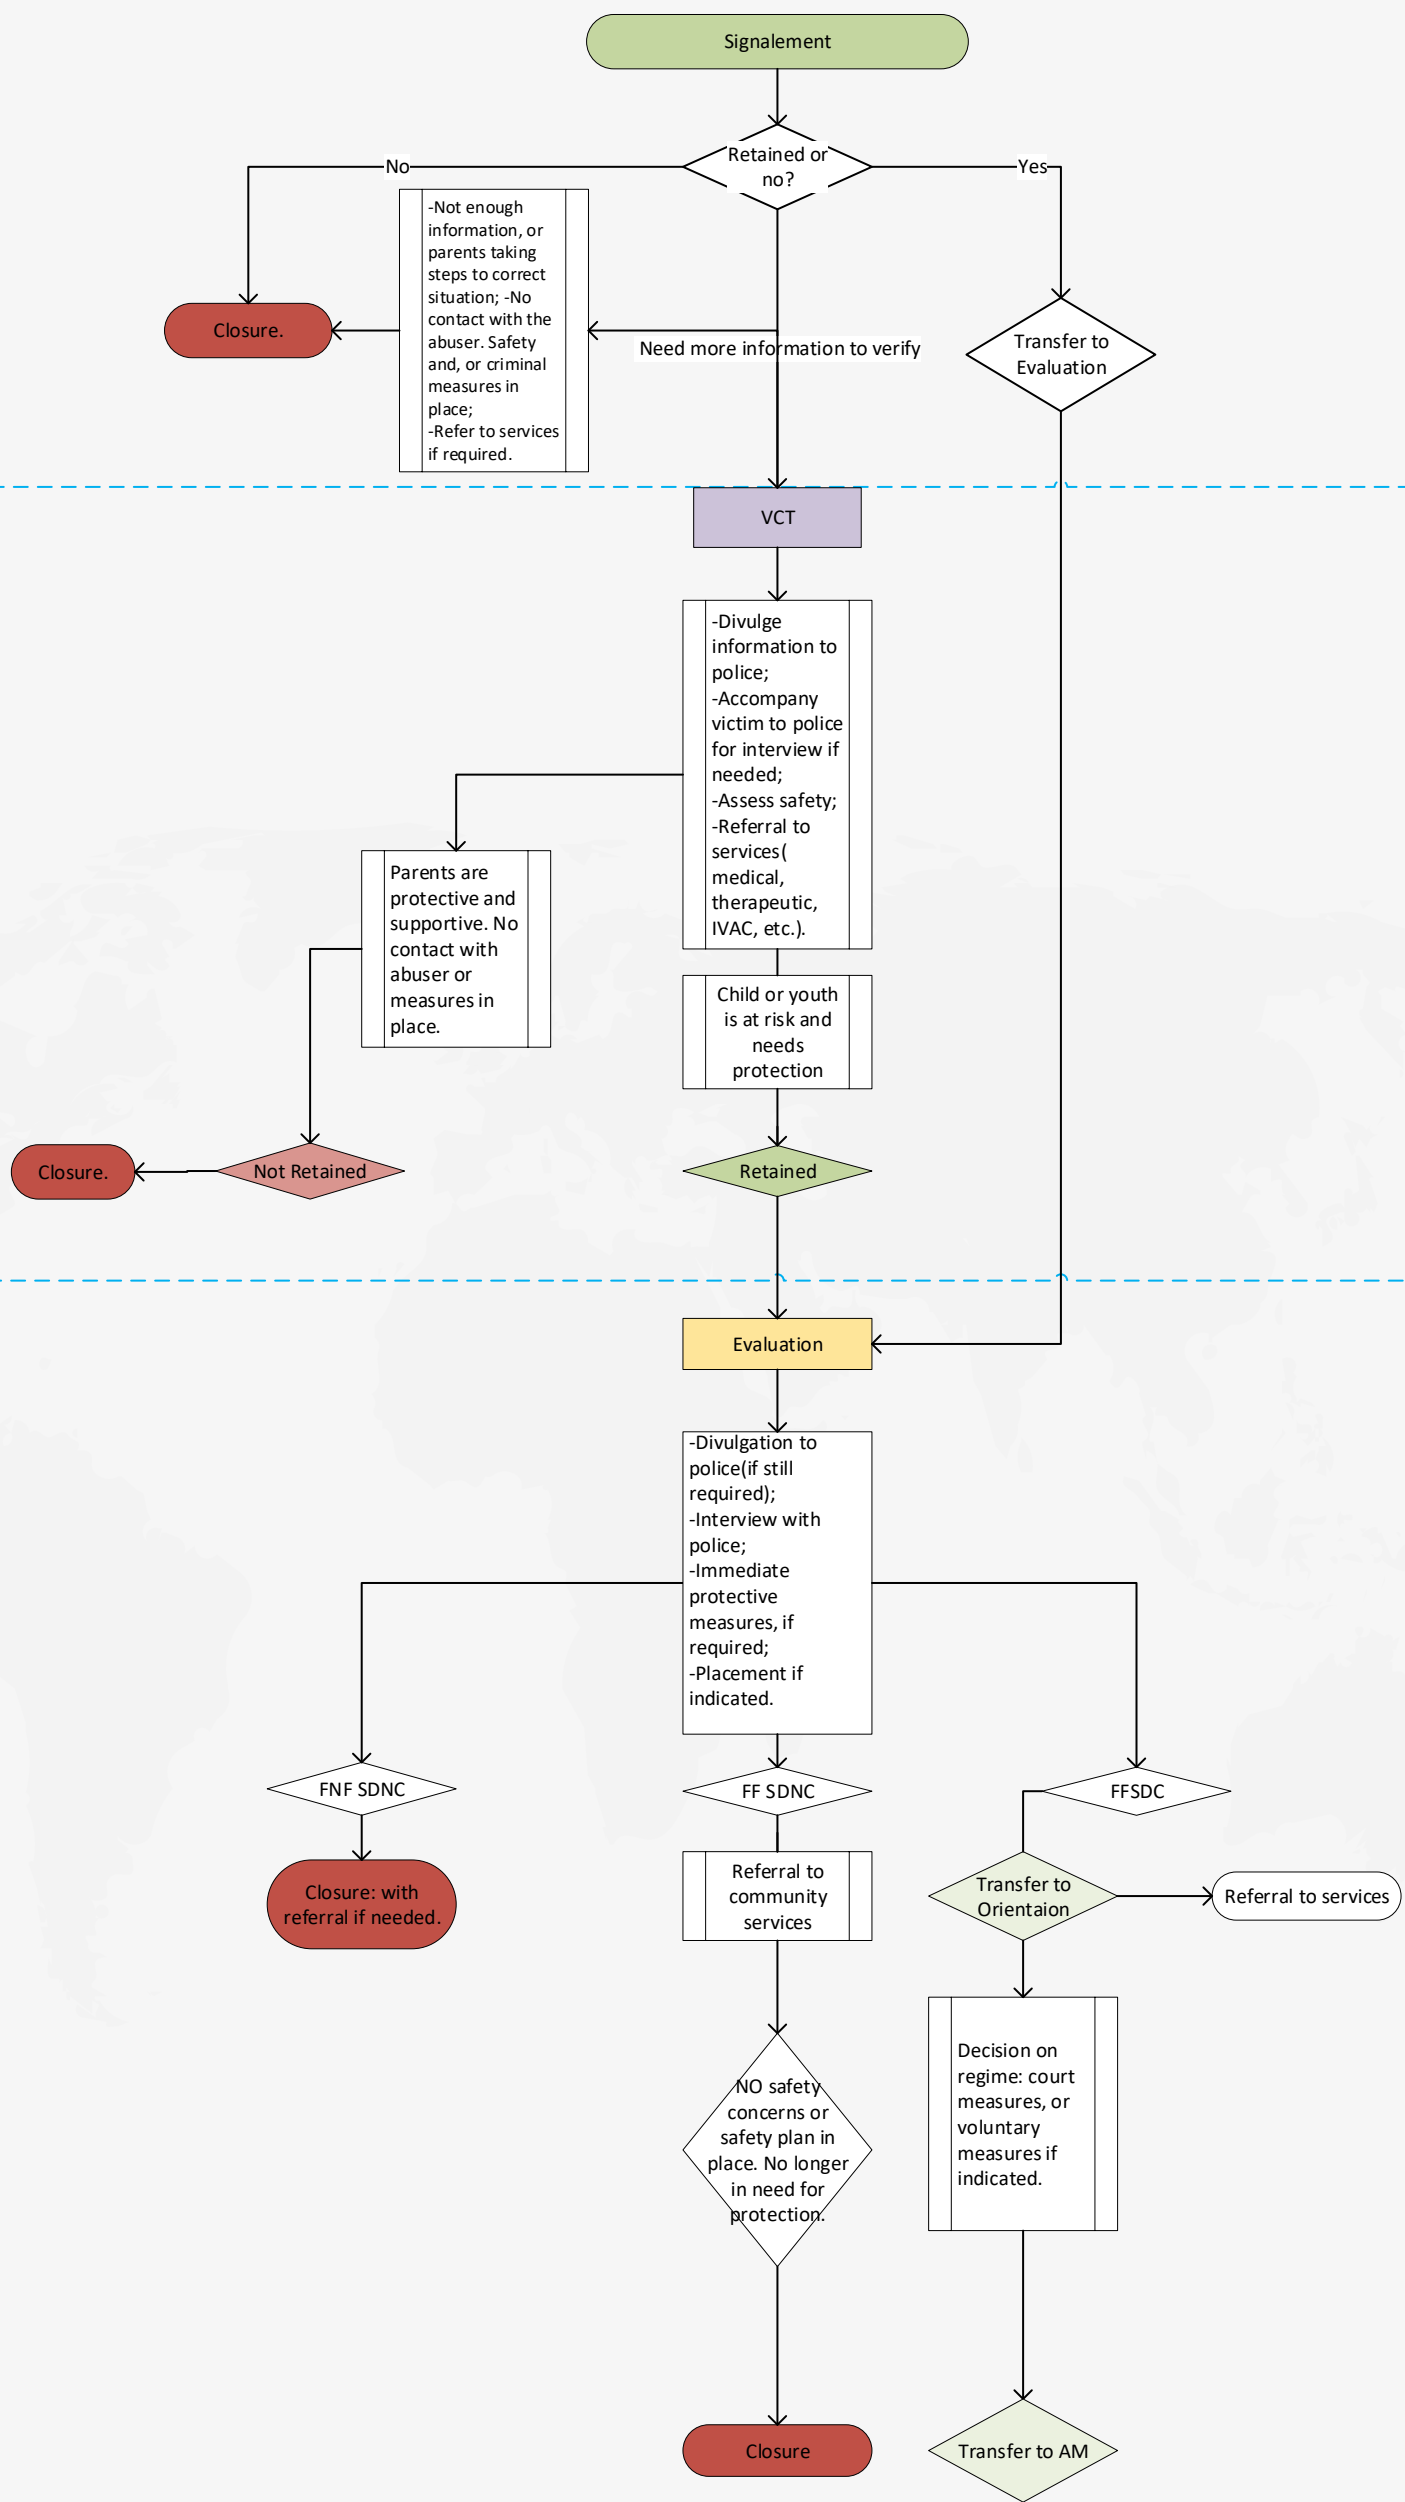 Signalement
Retained or
no?
No
Yes
-Not enough
information, or
parents taking
steps to correct
situation; -No
contact with the
abuser. Safety
and, or criminal
measures in
place;
-Refer to services
if required.
Closure.
Need more information to verify
Transfer to
Evaluation
VCT
-Divulge
information to
police;
-Accompany
victim to police
for interview if
needed;
-Assess safety;
-Referral to
services(
medical,
therapeutic,
IVAC, etc.).
Parents are
protective and
supportive. No
contact with
abuser or
measures in
place.
Child or youth
is at risk and
needs
protection
Closure.
Not Retained
Retained
Evaluation
-Divulgation to
police(if still
required);
-Interview with
police;
-Immediate
protective
measures, if
required;
-Placement if
indicated.
FNF SDNC
FF SDNC
FFSDC
Closure: with
referral if needed.
Referral to
community
services
Transfer to
Orientaion
Referral to services
NO safety
concerns or
safety plan in
place. No longer
in need for
protection.
Decision on
regime: court
measures, or
voluntary
measures if
indicated.
Closure
Transfer to AM